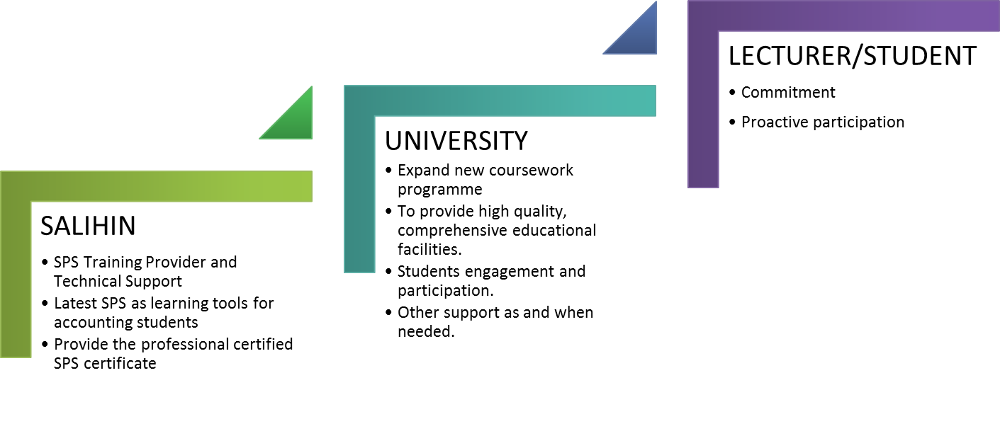 SALIHIN
• SPS Training Provider and
Technical Support
• Latest SPS as learning tools for
accounting students
• Provide the professional certified
SPS certificate
UNIVERSITY
• Expand new coursework
programme
• To provide high quality,
comprehensive educational
facilities.
• Students engagement and
participation.
• Other support as and when
needed.
LECTURER/STUDENT
• Commitment
• Proactive participation